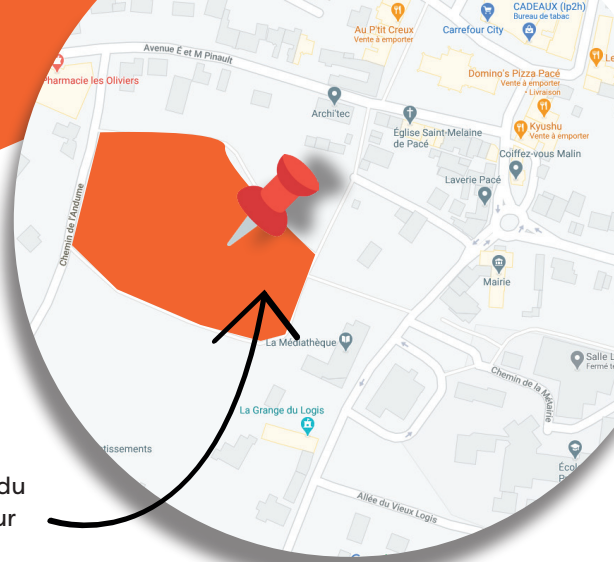 CADEAUX (lp2h)
Bureau de tabac
Au P'tit Creux
Vente à emporter
Carrefour City
Avenue E et M Pinault
Pharmacie les Oliviers
Domino's Pizza Pacé
Vente à emporter
• Livraison
Archi'tec
Kyushu
Vente à emporter
Église Saint-Melaine
de Pacé
Coiffez-vous Malin
Laverie Pacé
Chemin de l'Andume
Mairie
La Médiathèque
Salle L
Chemin de la Métairie
La Grange du Logis
tissements
du
ur
Allée du Vieux Logis